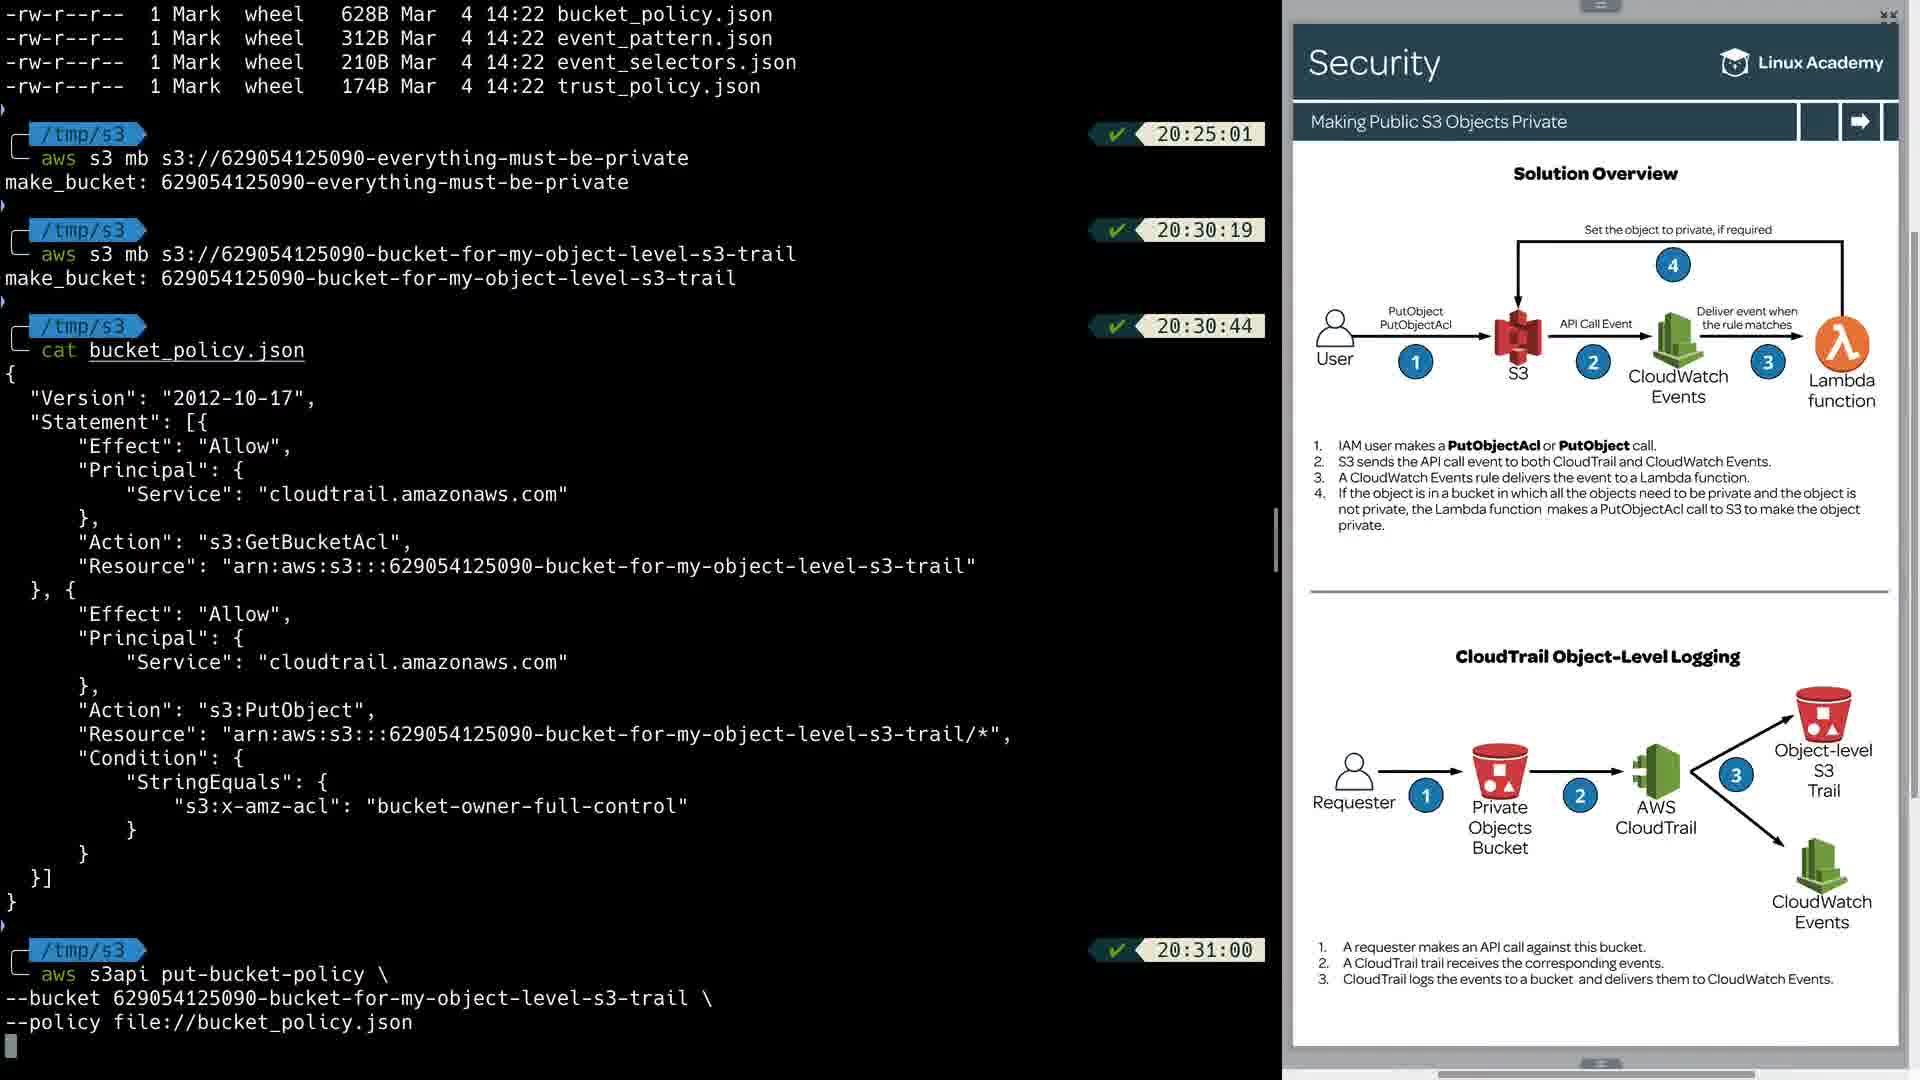 -rw-r--r--  1 Mark  wheel   628B Mar  4 14:22 bucket_policy.json
-rw-r--r--  1 Mark  wheel   312B Mar  4 14:22 event_pattern.json
-rw-r--r--  1 Mark  wheel   210B Mar  4 14:22 event_selectors.json
-rw-r--r--  1 Mark  wheel   174B Mar  4 14:22 trust_policy.json
/tmp/s3 ✔ 20:25:01
aws s3 mb s3://629054125090-everything-must-be-private
make_bucket: 629054125090-everything-must-be-private
/tmp/s3 ✔ 20:30:19
aws s3 mb s3://629054125090-bucket-for-my-object-level-s3-trail
make_bucket: 629054125090-bucket-for-my-object-level-s3-trail
/tmp/s3 ✔ 20:30:44
cat bucket_policy.json
{
"Version": "2012-10-17",
"Statement": [{
"Effect": "Allow",
"Principal": {
"Service": "cloudtrail.amazonaws.com"
},
"Action": "s3:GetBucketAcl",
"Resource": "arn:aws:s3:::629054125090-bucket-for-my-object-level-s3-trail"
}, {
"Effect": "Allow",
"Principal": {
"Service": "cloudtrail.amazonaws.com"
},
"Action": "s3:PutObject",
"Resource": "arn:aws:s3:::629054125090-bucket-for-my-object-level-s3-trail/*",
"Condition": {
"StringEquals": {
"s3:x-amz-acl": "bucket-owner-full-control"
}
}
}]
}
/tmp/s3 ✔ 20:31:00
aws s3api put-bucket-policy \
--bucket 629054125090-bucket-for-my-object-level-s3-trail \
--policy file://bucket_policy.json
Security
Linux Academy
Making Public S3 Objects Private
Solution Overview
Set the object to private, if required
4
PutObject
PutObjectAcl
API Call Event
Deliver event when
the rule matches
User
1
S3
2
CloudWatch
Events
3
Lambda
function
1. IAM user makes a PutObjectAcl or PutObject call.
2. S3 sends the API call event to both CloudTrail and CloudWatch Events.
3. A CloudWatch Events rule delivers the event to a Lambda function.
4. If the object is in a bucket in which all the objects need to be private and the object is
not private, the Lambda function makes a PutObjectAcl call to S3 to make the object
private.
CloudTrail Object-Level Logging
Requester
1
Private
Objects
Bucket
2
AWS
CloudTrail
3
Object-level
S3
Trail
CloudWatch
Events
1. A requester makes an API call against this bucket.
2. A CloudTrail trail receives the corresponding events.
3. CloudTrail logs the events to a bucket and delivers them to CloudWatch Events.